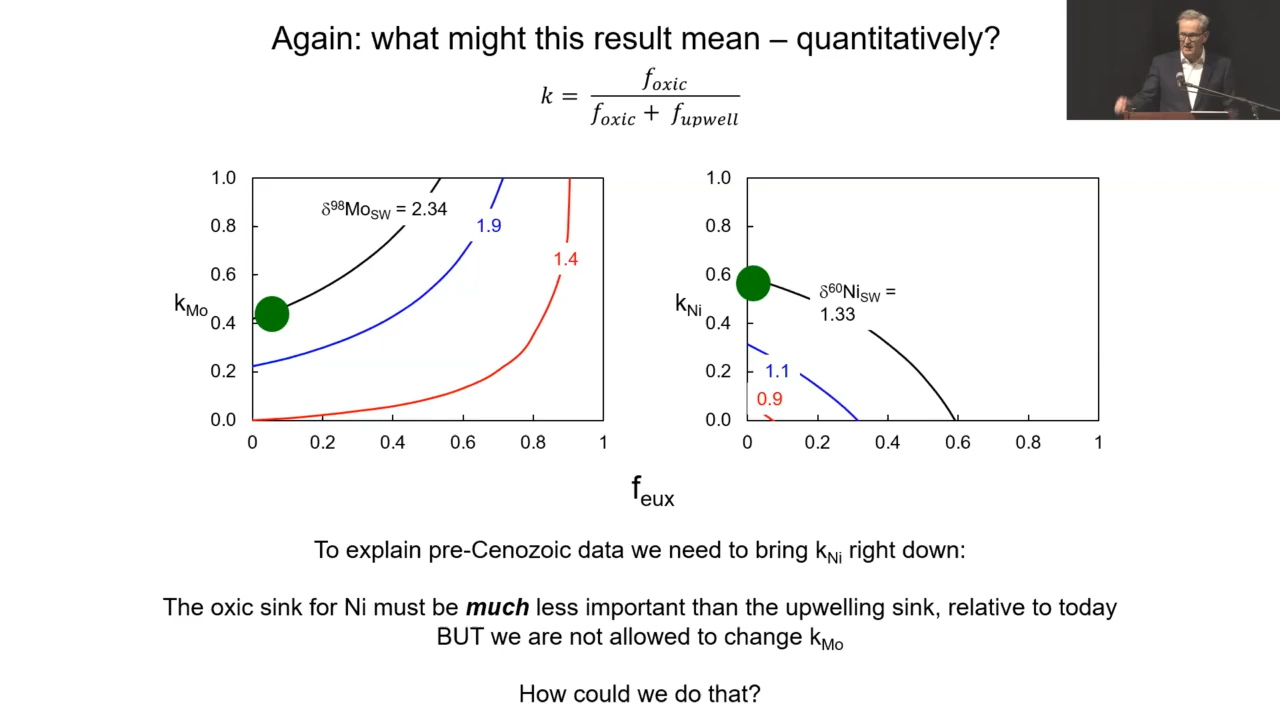 Again: what might this result mean – quantitatively?
k = f_oxic / (f_oxic + f_upwell)
1.0
0.8
0.6
0.4
0.2
0.0
k_Mo
δ⁹⁸Mo_SW = 2.34
1.9
1.4
0
0.2
0.4
0.6
0.8
1
1.0
0.8
0.6
0.4
0.2
0.0
k_Ni
δ⁶⁰Ni_SW =
1.33
1.1
0.9
0
0.2
0.4
0.6
0.8
1
f_eux
To explain pre-Cenozoic data we need to bring k_Ni right down:
The oxic sink for Ni must be much less important than the upwelling sink, relative to today
BUT we are not allowed to change k_Mo
How could we do that?